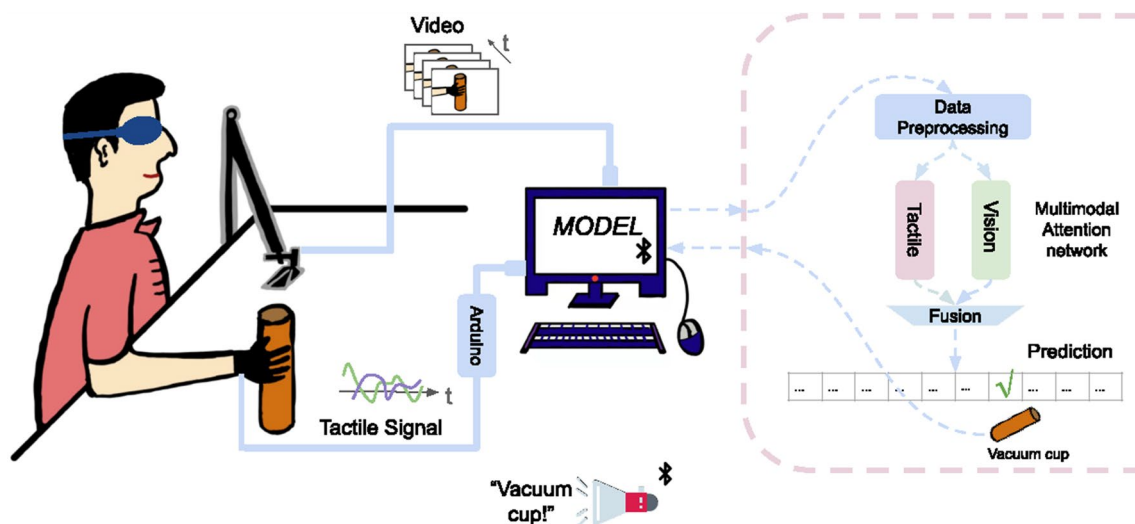 Video
t
MODEL
Arduino
t
Tactile Signal
"Vacuum
cup!"
Data
Preprocessing
Tactile
Vision
Multimodal
Attention
network
Fusion
Prediction
... ... ... ... ... √ ... ... ...
Vacuum cup